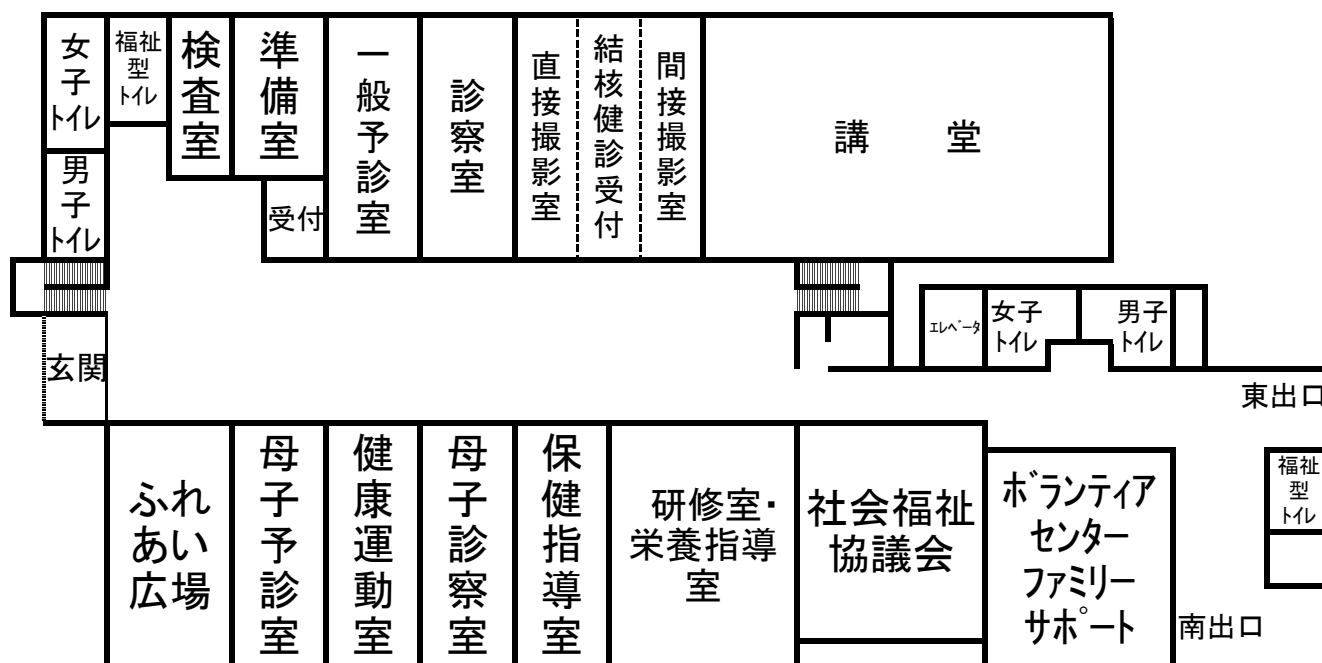 女子トイレ
福祉型トイレ
検査室
準備室
一般予診室
診察室
直接撮影室
結核健診受付
間接撮影室
講 堂
男子トイレ
受付
玄関
エレベータ
女子トイレ
男子トイレ
東出口
ふれ
あい
広場
母子予診室
健康運動室
母子診察室
保健指導室
研修室・
栄養指導
室
社会福祉
協議会
ボランティア
センター
ファミリー
サポート
福祉型トイレ
南出口